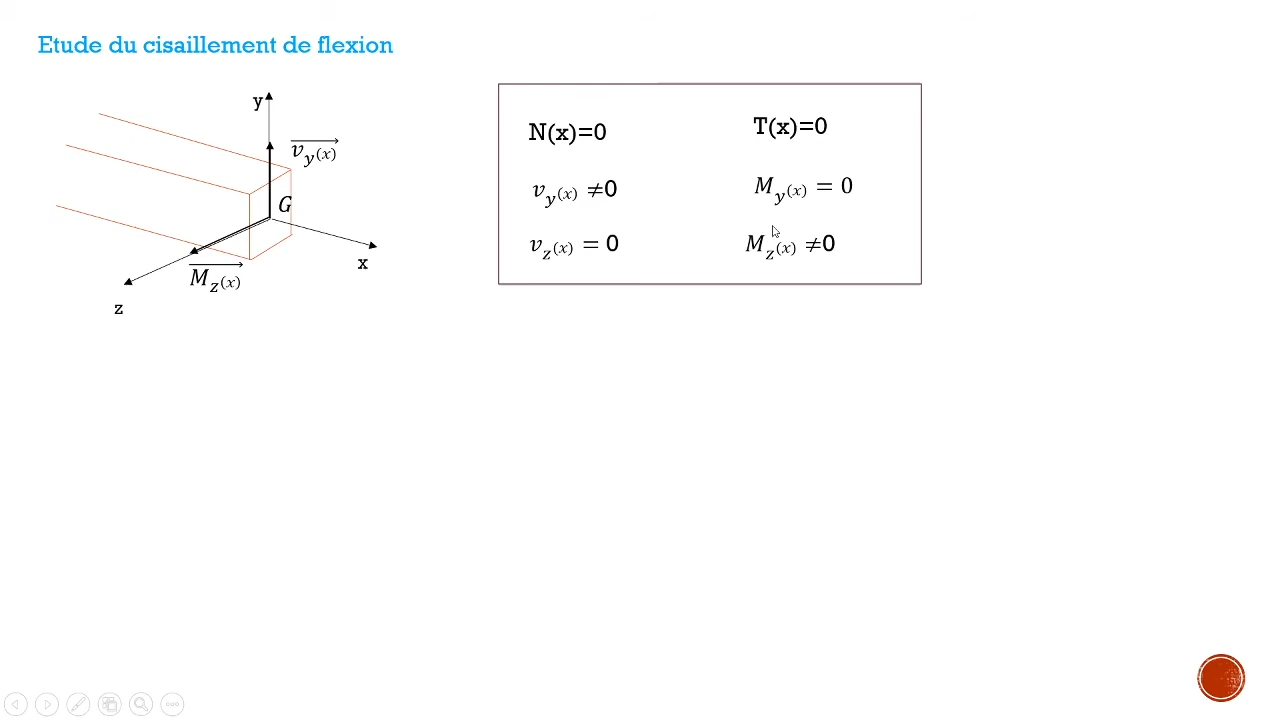 Etude du cisaillement de flexion
y
v_y(x)
G
x
M_z(x)
z
N(x)=0
T(x)=0
v_y(x) ≠0
M_y(x) = 0
v_z(x) = 0
M_z(x) ≠0